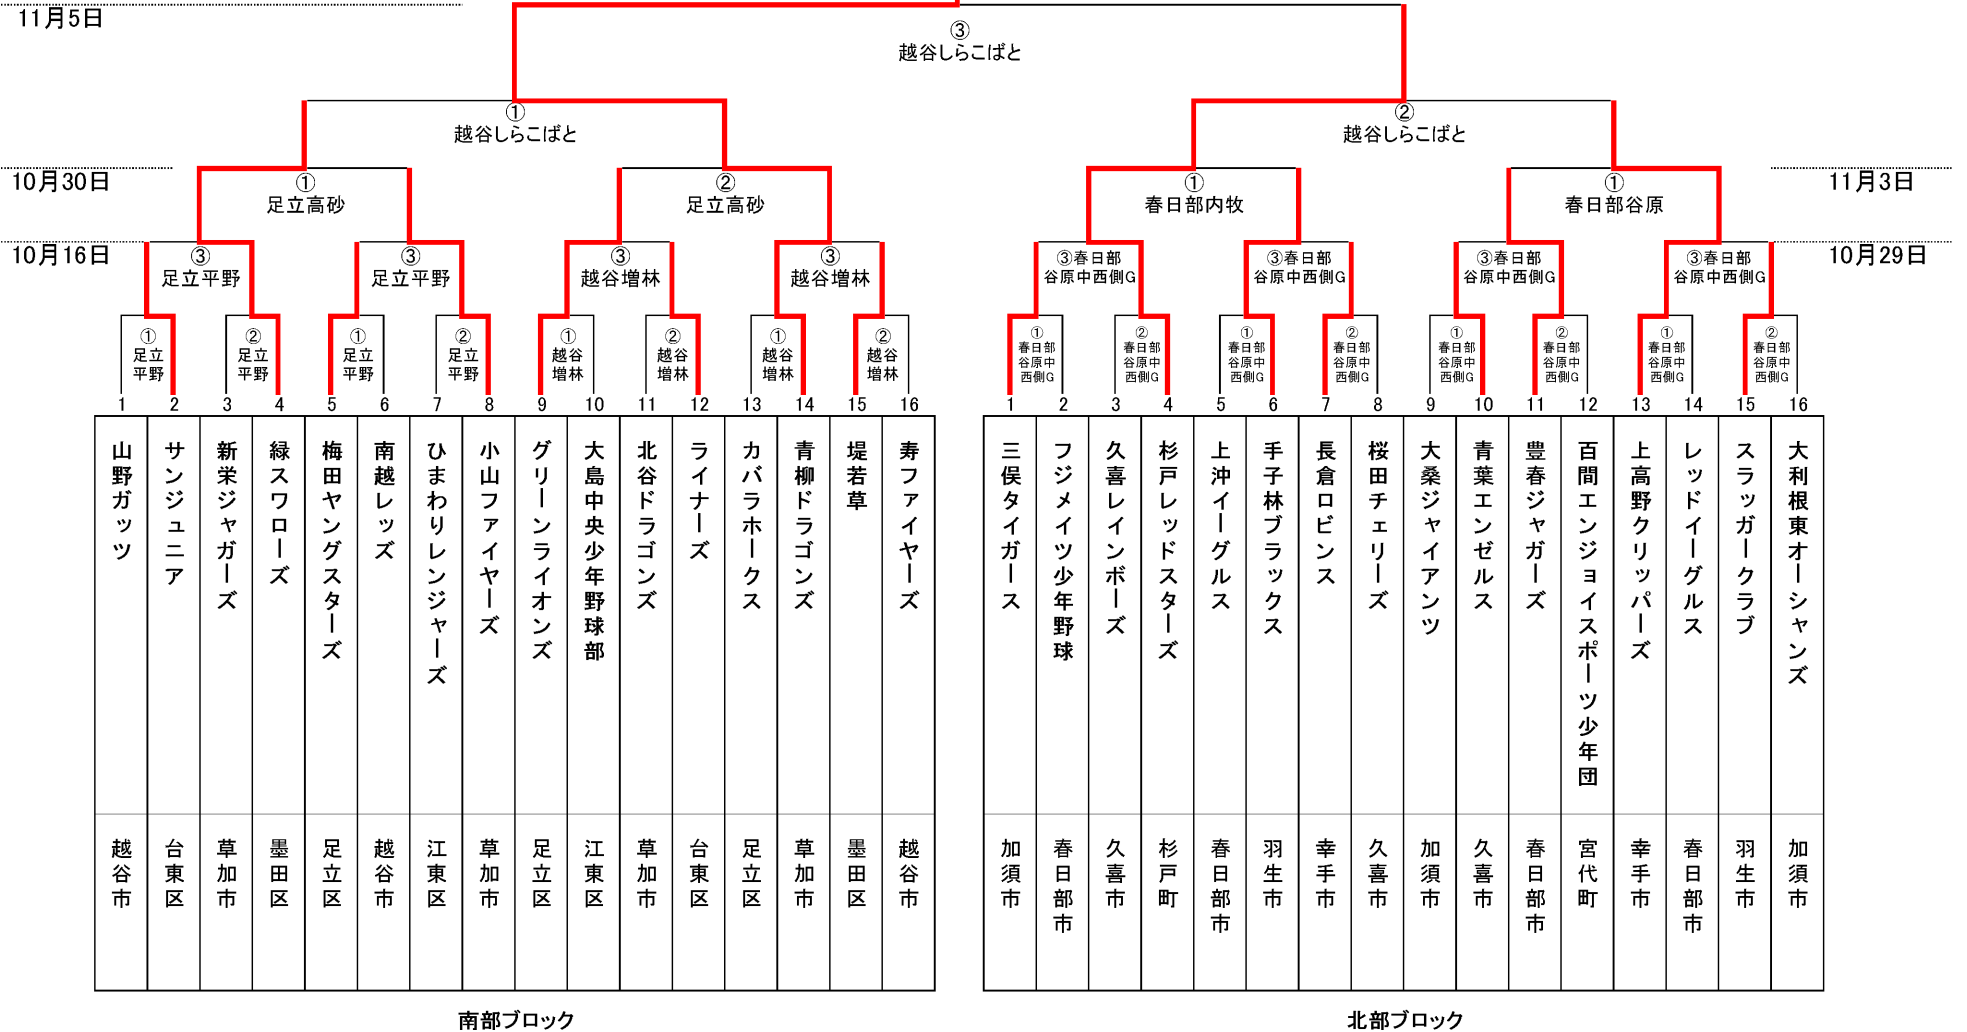 11月5日
③
越谷しらこばと
①
越谷しらこばと
②
越谷しらこばと
10月30日
①
足立高砂
②
足立高砂
①
春日部内牧
①
春日部谷原
11月3日
10月16日
③
足立平野
③
足立平野
③
越谷増林
③
越谷増林
③春日部
谷原中西側G
③春日部
谷原中西側G
③春日部
谷原中西側G
③春日部
谷原中西側G
10月29日
①
足立
平野
②
足立
平野
①
足立
平野
②
足立
平野
①
越谷
増林
②
越谷
増林
①
越谷
増林
②
越谷
増林
①
春日部
谷原中
西側G
②
春日部
谷原中
西側G
①
春日部
谷原中
西側G
②
春日部
谷原中
西側G
①
春日部
谷原中
西側G
②
春日部
谷原中
西側G
①
春日部
谷原中
西側G
②
春日部
谷原中
西側G
1 2 3 4 5 6 7 8 9 10 11 12 13 14 15 16
山野ガッツ
サンジュニア
新栄ジャガーズ
緑スワローズ
梅田ヤングスターズ
南越レッズ
ひまわりレンジャーズ
小山ファイヤーズ
グリーンライオンズ
大島中央少年野球部
北谷ドラゴンズ
ライナーズ
カバラホークス
青柳ドラゴンズ
堤若草
寿ファイヤーズ
越谷市
台東区
草加市
墨田区
足立区
越谷市
江東区
草加市
足立区
江東区
草加市
台東区
足立区
草加市
墨田区
越谷市
南部ブロック
1 2 3 4 5 6 7 8 9 10 11 12 13 14 15 16
三俣タイガース
フジメイツ少年野球
久喜レインボーズ
杉戸レッドスターズ
上沖イーグルス
手子林ブラックス
長倉ロビンス
桜田チェリーズ
大桑ジャイアンツ
青葉エンゼルス
豊春ジャガーズ
百間エンジョイスポーツ少年団
上高野クリッパーズ
レッドイーグルス
スラッガークラブ
大利根東オーシャンズ
加須市
春日部市
久喜市
杉戸町
春日部市
羽生市
幸手市
久喜市
加須市
久喜市
春日部市
宮代町
幸手市
春日部市
羽生市
加須市
北部ブロック